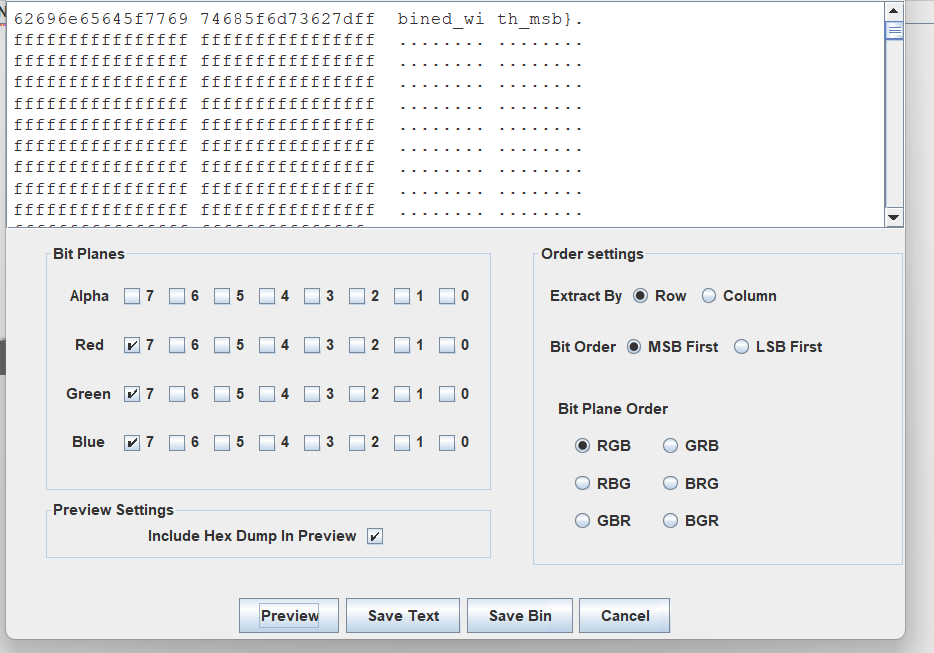 62696e65645f7769 74685f6d73627dff bined_wi th_msb}.
ffffffffffffffff ffffffffffffffff ........ ........
ffffffffffffffff ffffffffffffffff ........ ........
ffffffffffffffff ffffffffffffffff ........ ........
ffffffffffffffff ffffffffffffffff ........ ........
ffffffffffffffff ffffffffffffffff ........ ........
ffffffffffffffff ffffffffffffffff ........ ........
ffffffffffffffff ffffffffffffffff ........ ........
ffffffffffffffff ffffffffffffffff ........ ........
ffffffffffffffff ffffffffffffffff ........ ........
Bit Planes
Alpha 7 6 5 4 3 2 1 0
Red 7 6 5 4 3 2 1 0
Green 7 6 5 4 3 2 1 0
Blue 7 6 5 4 3 2 1 0
Preview Settings
Include Hex Dump In Preview
Order settings
Extract By Row Column
Bit Order MSB First LSB First
Bit Plane Order
RGB GRB
RBG BRG
GBR BGR
Preview Save Text Save Bin Cancel